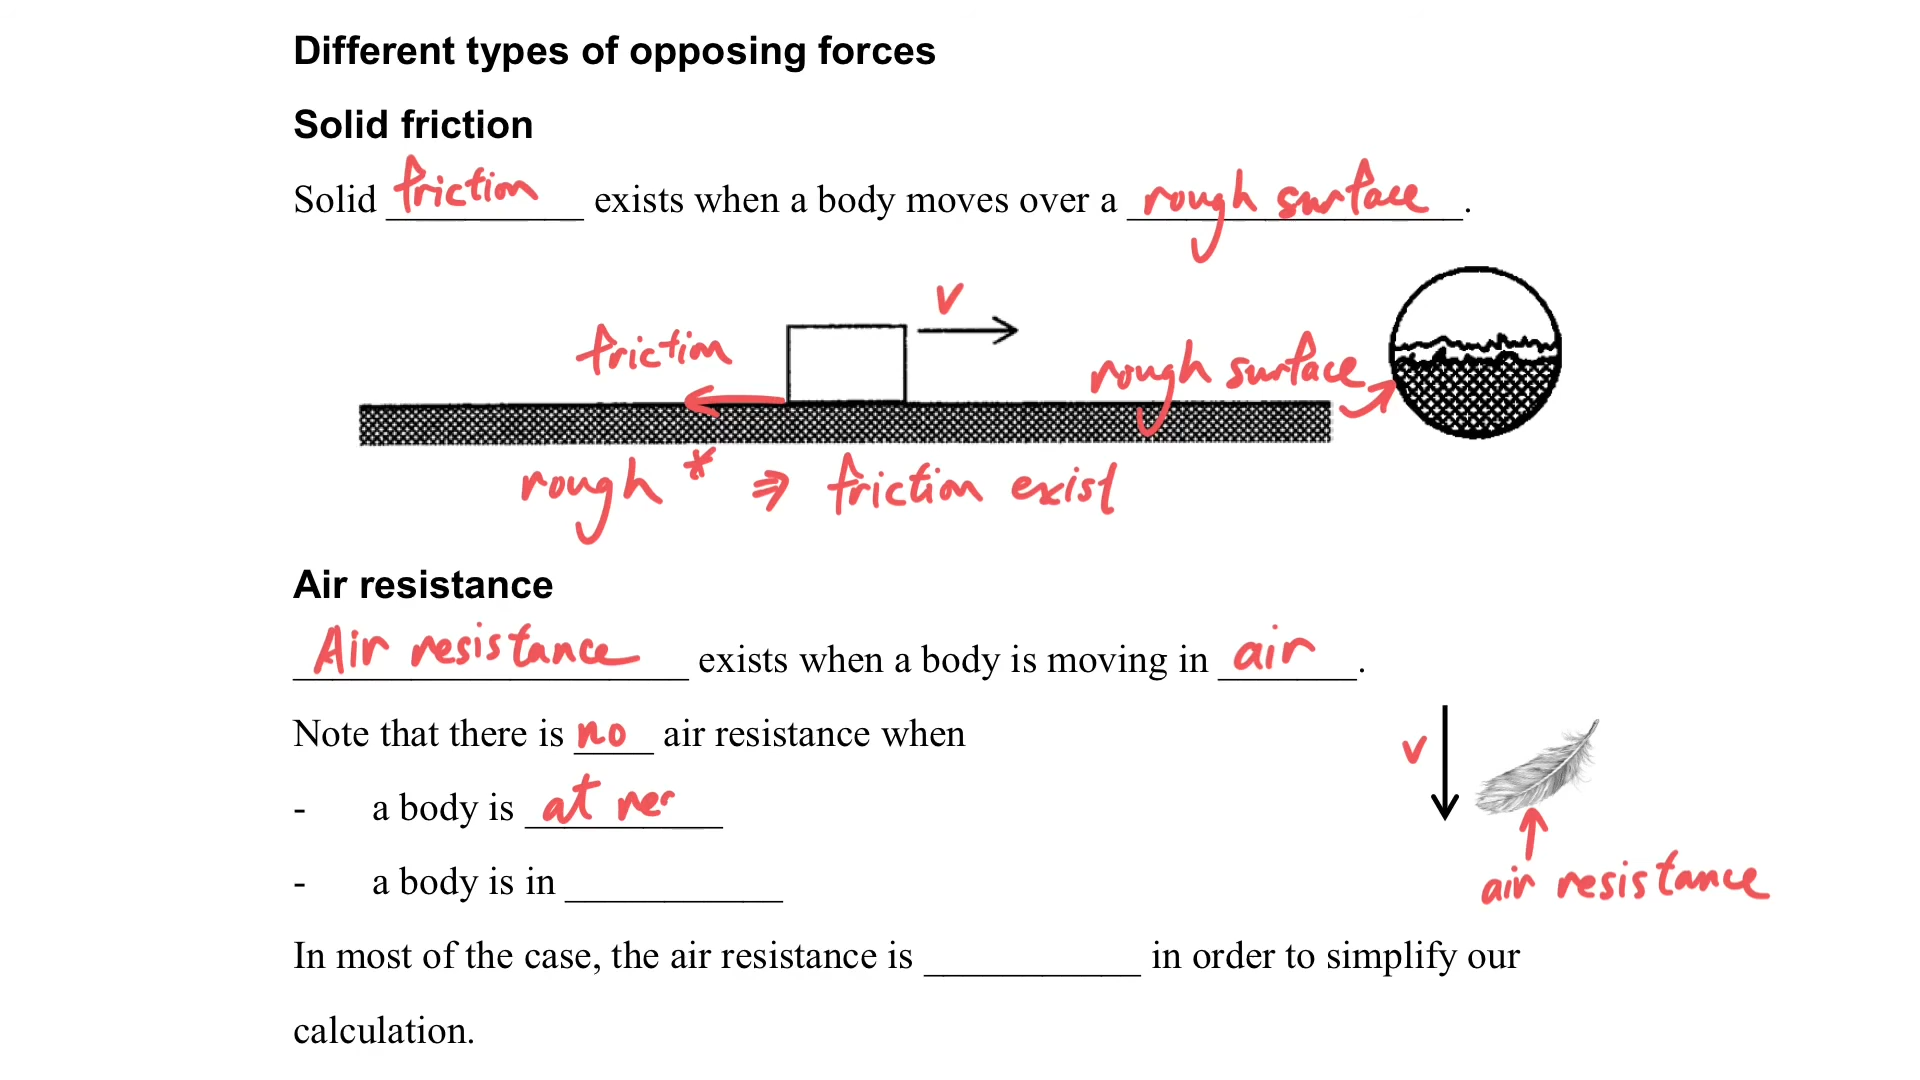 Different types of opposing forces
Solid friction
Solid friction exists when a body moves over a rough surface.
v
friction
rough surface
rough * ⇒ friction exist
Air resistance
Air resistance exists when a body is moving in air.
Note that there is no air resistance when
v
- a body is at res
- a body is in ___________
air resistance
In most of the case, the air resistance is ___________ in order to simplify our
calculation.